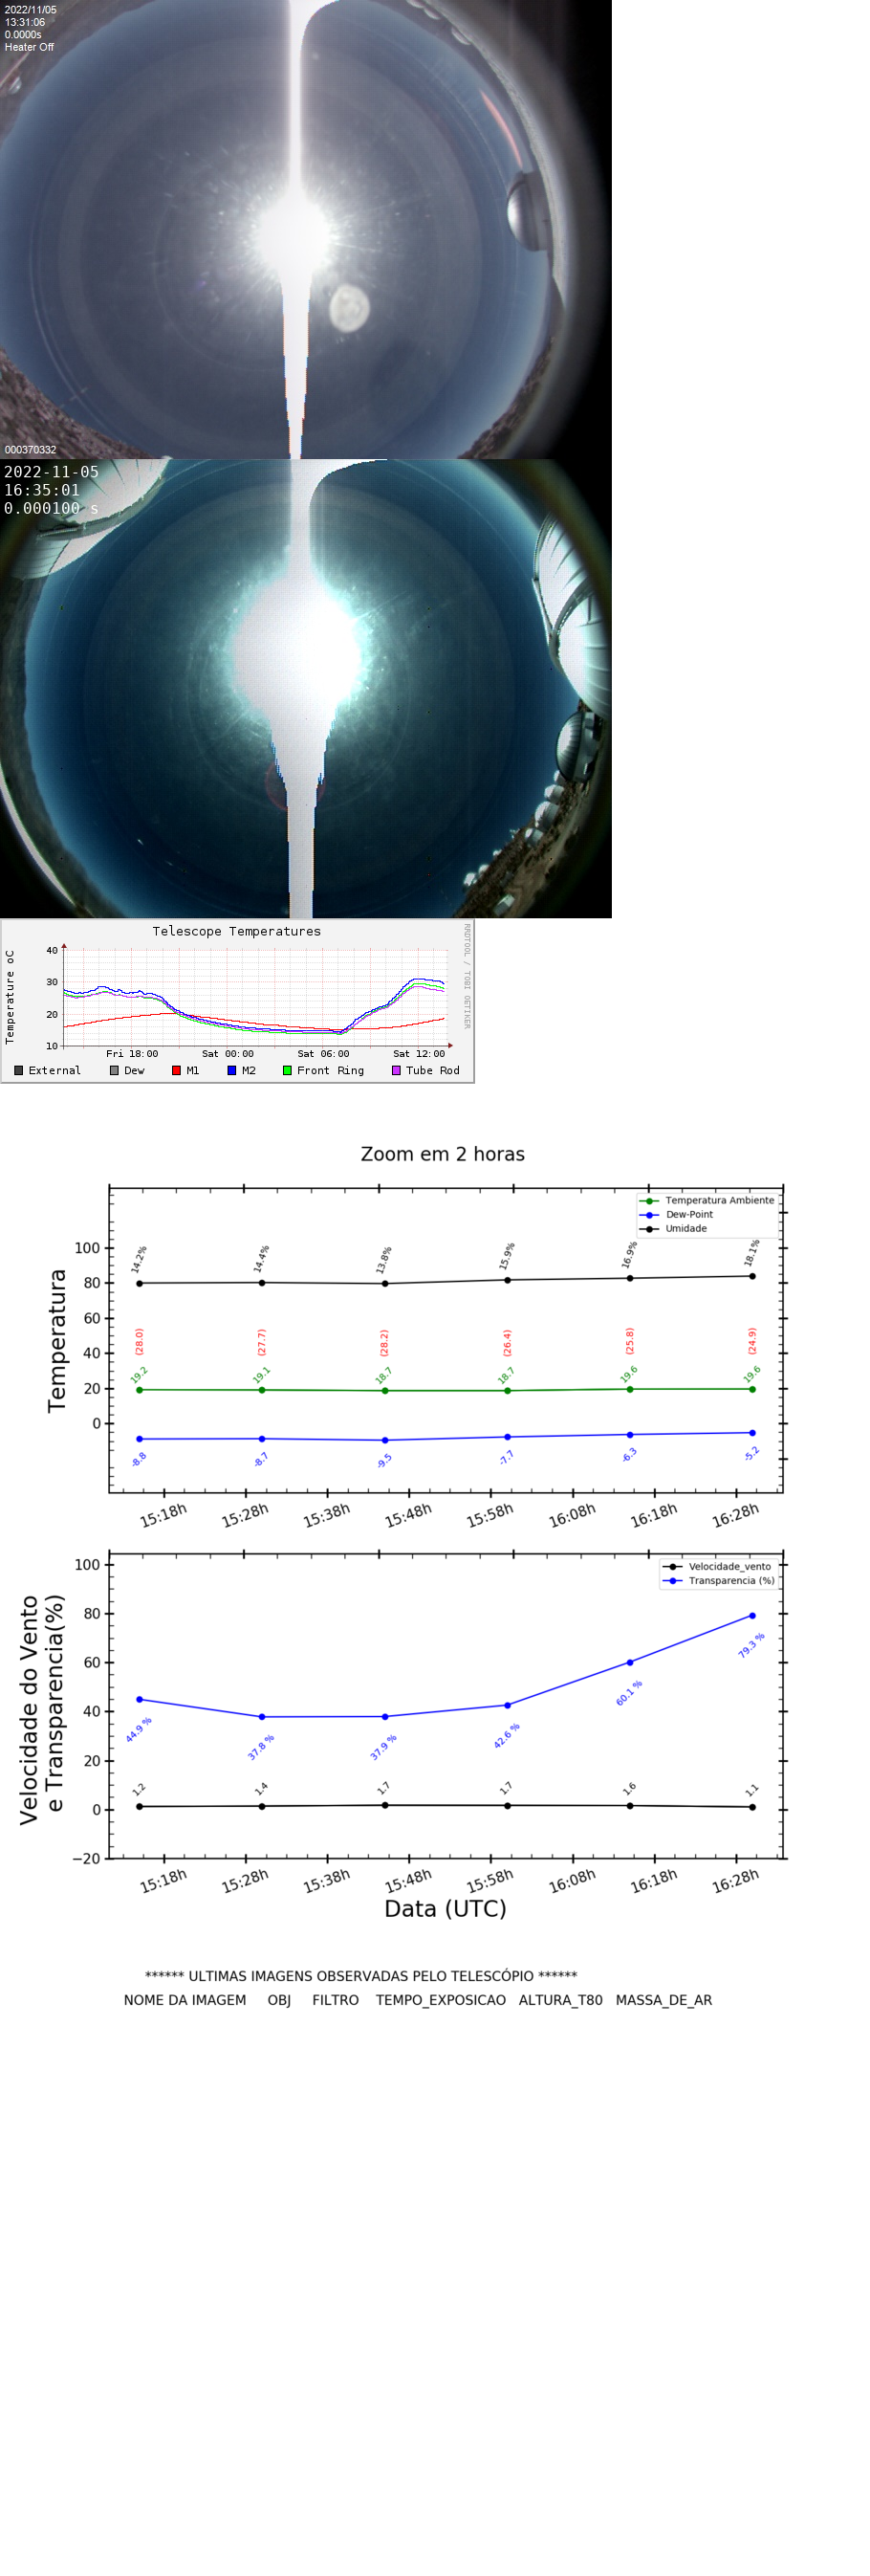 2022/11/05
13:31:06
0.0000s
Heater Off
000370332
2022-11-05
16:35:01
0.000100 s
Telescope Temperatures
Temperature oC
40
30
20
10
Fri 18:00 Sat 00:00 Sat 06:00 Sat 12:00
External Dew M1 M2 Front Ring Tube Rod
RRDTOOL / TOBI OETIKER
Zoom em 2 horas
Temperatura
Temperatura Ambiente
Dew-Point
Umidade
100
80
60
40
20
0
14.2% 14.4% 13.8% 15.9% 16.9% 18.1%
(28.0) (27.7) (28.2) (26.4) (25.8) (24.9)
19.2 19.1 18.7 18.7 19.6 19.6
-8.8 -8.7 -9.5 -7.7 -6.3 -5.2
15:18h 15:28h 15:38h 15:48h 15:58h 16:08h 16:18h 16:28h
Velocidade do Vento
e Transparencia(%)
Velocidade_vento
Transparencia (%)
100
80
60
40
20
0
−20
44.9 % 37.8 % 37.9 % 42.6 % 60.1 % 79.3 %
1.2 1.4 1.7 1.7 1.6 1.1
15:18h 15:28h 15:38h 15:48h 15:58h 16:08h 16:18h 16:28h
Data (UTC)
****** ULTIMAS IMAGENS OBSERVADAS PELO TELESCÓPIO ******
NOME DA IMAGEM OBJ FILTRO TEMPO_EXPOSICAO ALTURA_T80 MASSA_DE_AR